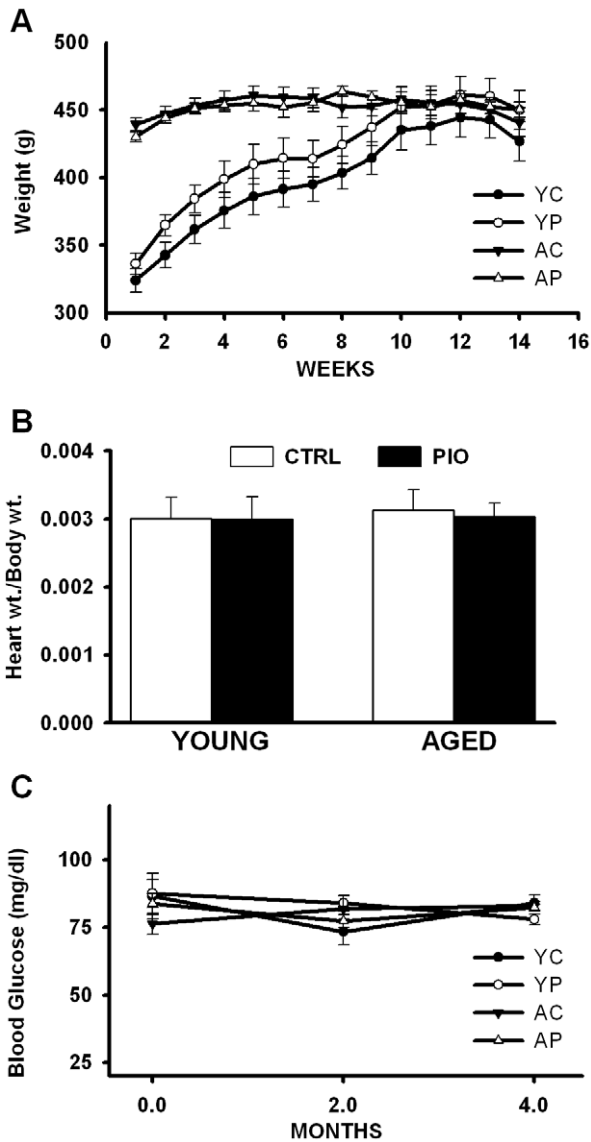 A
500
450
400
350
300
Weight (g)
YC
YP
AC
AP
0 2 4 6 8 10 12 14 16
WEEKS
B
0.004
0.003
0.002
0.001
0.000
Heart wt./Body wt.
CTRL PIO
YOUNG AGED
C
100
75
50
25
Blood Glucose (mg/dl)
YC
YP
AC
AP
0.0 2.0 4.0
MONTHS